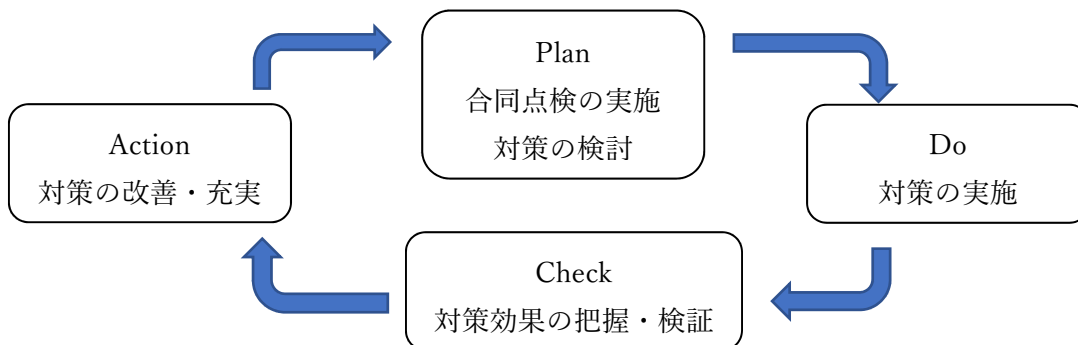 Plan
合同点検の実施
対策の検討
Do
対策の実施
Check
対策効果の把握・検証
Action
対策の改善・充実